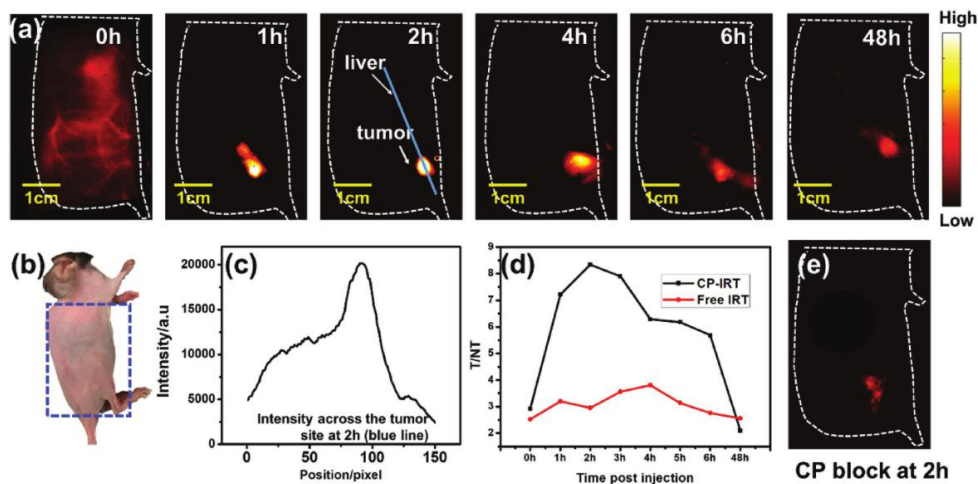 (a)
0h
1h
2h
4h
6h
48h
liver
tumor
1cm
1cm
1cm
1cm
1cm
1cm
High
Low
(b)
(c)
20000
15000
10000
5000
0
Intensity/a.u
Intensity across the tumor
site at 2h (blue line)
0
50
100
150
Position/pixel
(d)
9
8
7
6
5
4
3
2
T/NT
CP-IRT
Free IRT
0h
1h
2h
3h
4h
5h
6h
48h
Time post injection
(e)
CP block at 2h